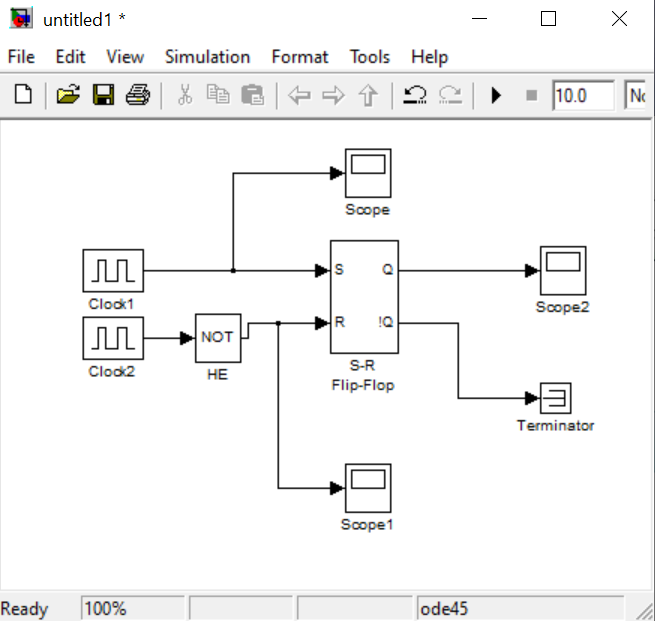 untitled1 *
File Edit View Simulation Format Tools Help
10.0
Scope
Clock1
S
Q
Scope2
Clock2
NOT
HE
R
!Q
S-R
Flip-Flop
Terminator
Scope1
Ready 100% ode45